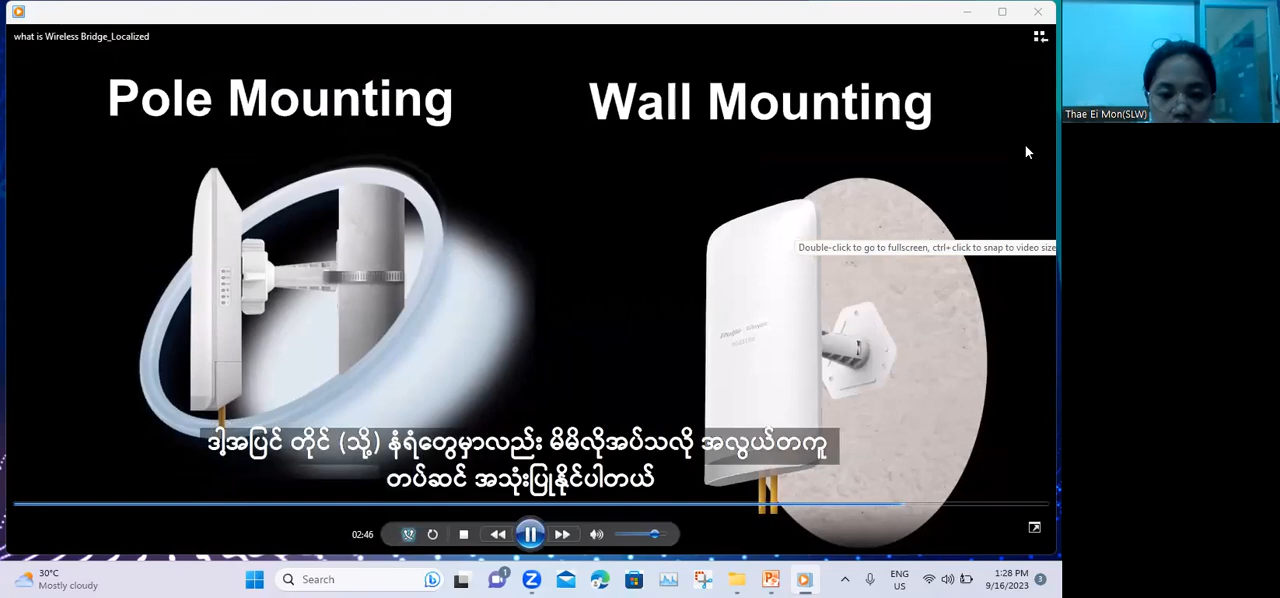 what is Wireless Bridge_Localized
Pole Mounting
Wall Mounting
Thae Ei Mon(SLW)
Double-click to go to fullscreen, ctrl+click to snap to video size
ဒါ့အပြင် တိုင် (သို့) နံရံတွေမှာလည်း မိမိလိုအပ်သလို အလွယ်တကူ
တပ်ဆင် အသုံးပြုနိုင်ပါတယ်
02:46
30°C
Mostly cloudy
Search
1
ENG
US
1:28 PM
9/16/2023
3